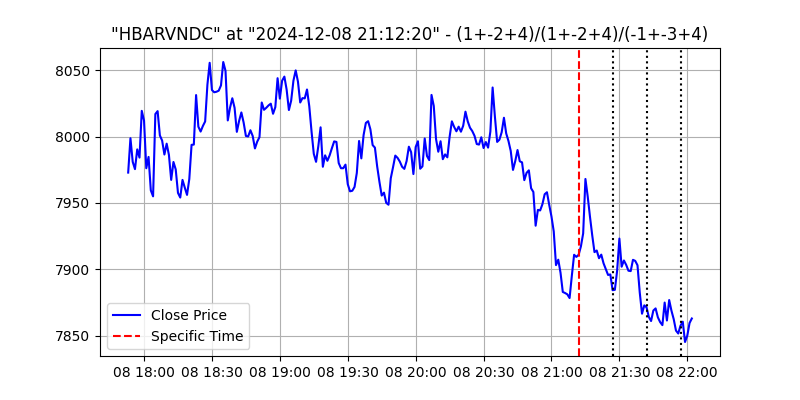 "HBARVNDC" at "2024-12-08 21:12:20" - (1+-2+4)/(1+-2+4)/(-1+-3+4)
8050
8000
7950
7900
7850
Close Price
Specific Time
08 18:00 08 18:30 08 19:00 08 19:30 08 20:00 08 20:30 08 21:00 08 21:30 08 22:00